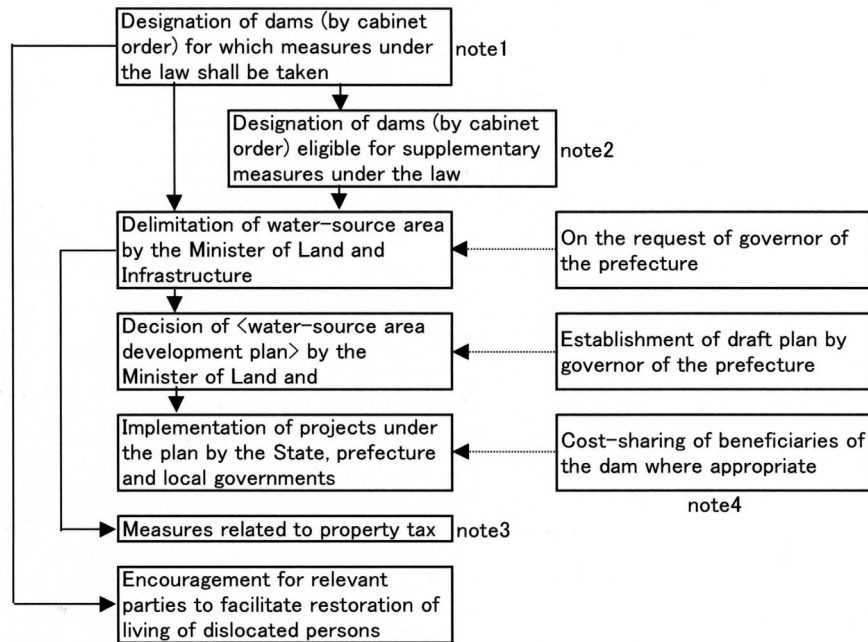 Designation of dams (by cabinet
order) for which measures under
the law shall be taken
note1
Designation of dams (by cabinet
order) eligible for supplementary
measures under the law
note2
Delimitation of water-source area
by the Minister of Land and
Infrastructure
On the request of governor of
the prefecture
Decision of <water-source area
development plan> by the
Minister of Land and
Establishment of draft plan by
governor of the prefecture
Implementation of projects under
the plan by the State, prefecture
and local governments
Cost-sharing of beneficiaries of
the dam where appropriate
note4
Measures related to property tax
note3
Encouragement for relevant
parties to facilitate restoration of
living of dislocated persons